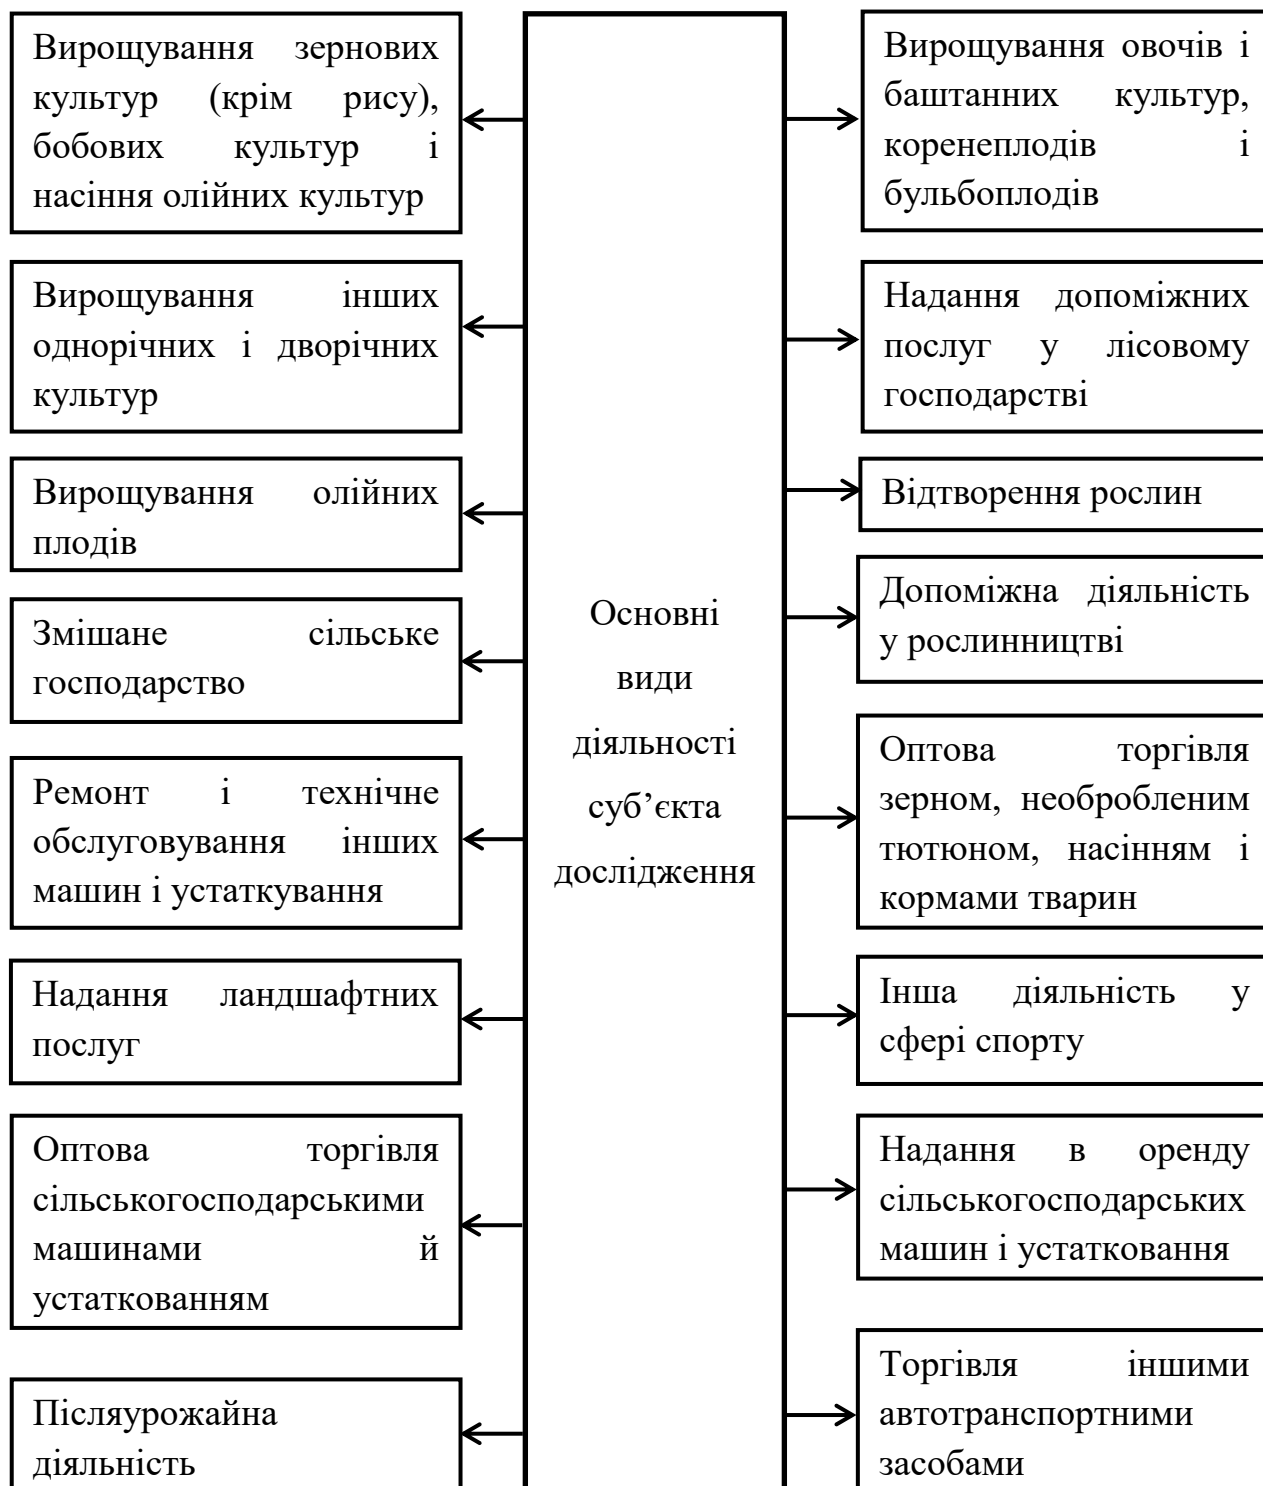 Вирощування зернових
культур (крім рису),
бобових культур і
насіння олійних культур
Вирощування інших
однорічних і дворічних
культур
Вирощування олійних
плодів
Змішане сільське
господарство
Ремонт і технічне
обслуговування інших
машин і устаткування
Надання ландшафтних
послуг
Оптова торгівля
сільськогосподарськими
машинами й
устаткованням
Післяурожайна
діяльність
Основні
види
діяльності
суб’єкта
дослідження
Вирощування овочів і
баштанних культур,
коренеплодів і
бульбоплодів
Надання допоміжних
послуг у лісовому
господарстві
Відтворення рослин
Допоміжна діяльність
у рослинництві
Оптова торгівля
зерном, необробленим
тютюном, насінням і
кормами тварин
Інша діяльність у
сфері спорту
Надання в оренду
сільськогосподарських
машин і устатковання
Торгівля іншими
автотранспортними
засобами